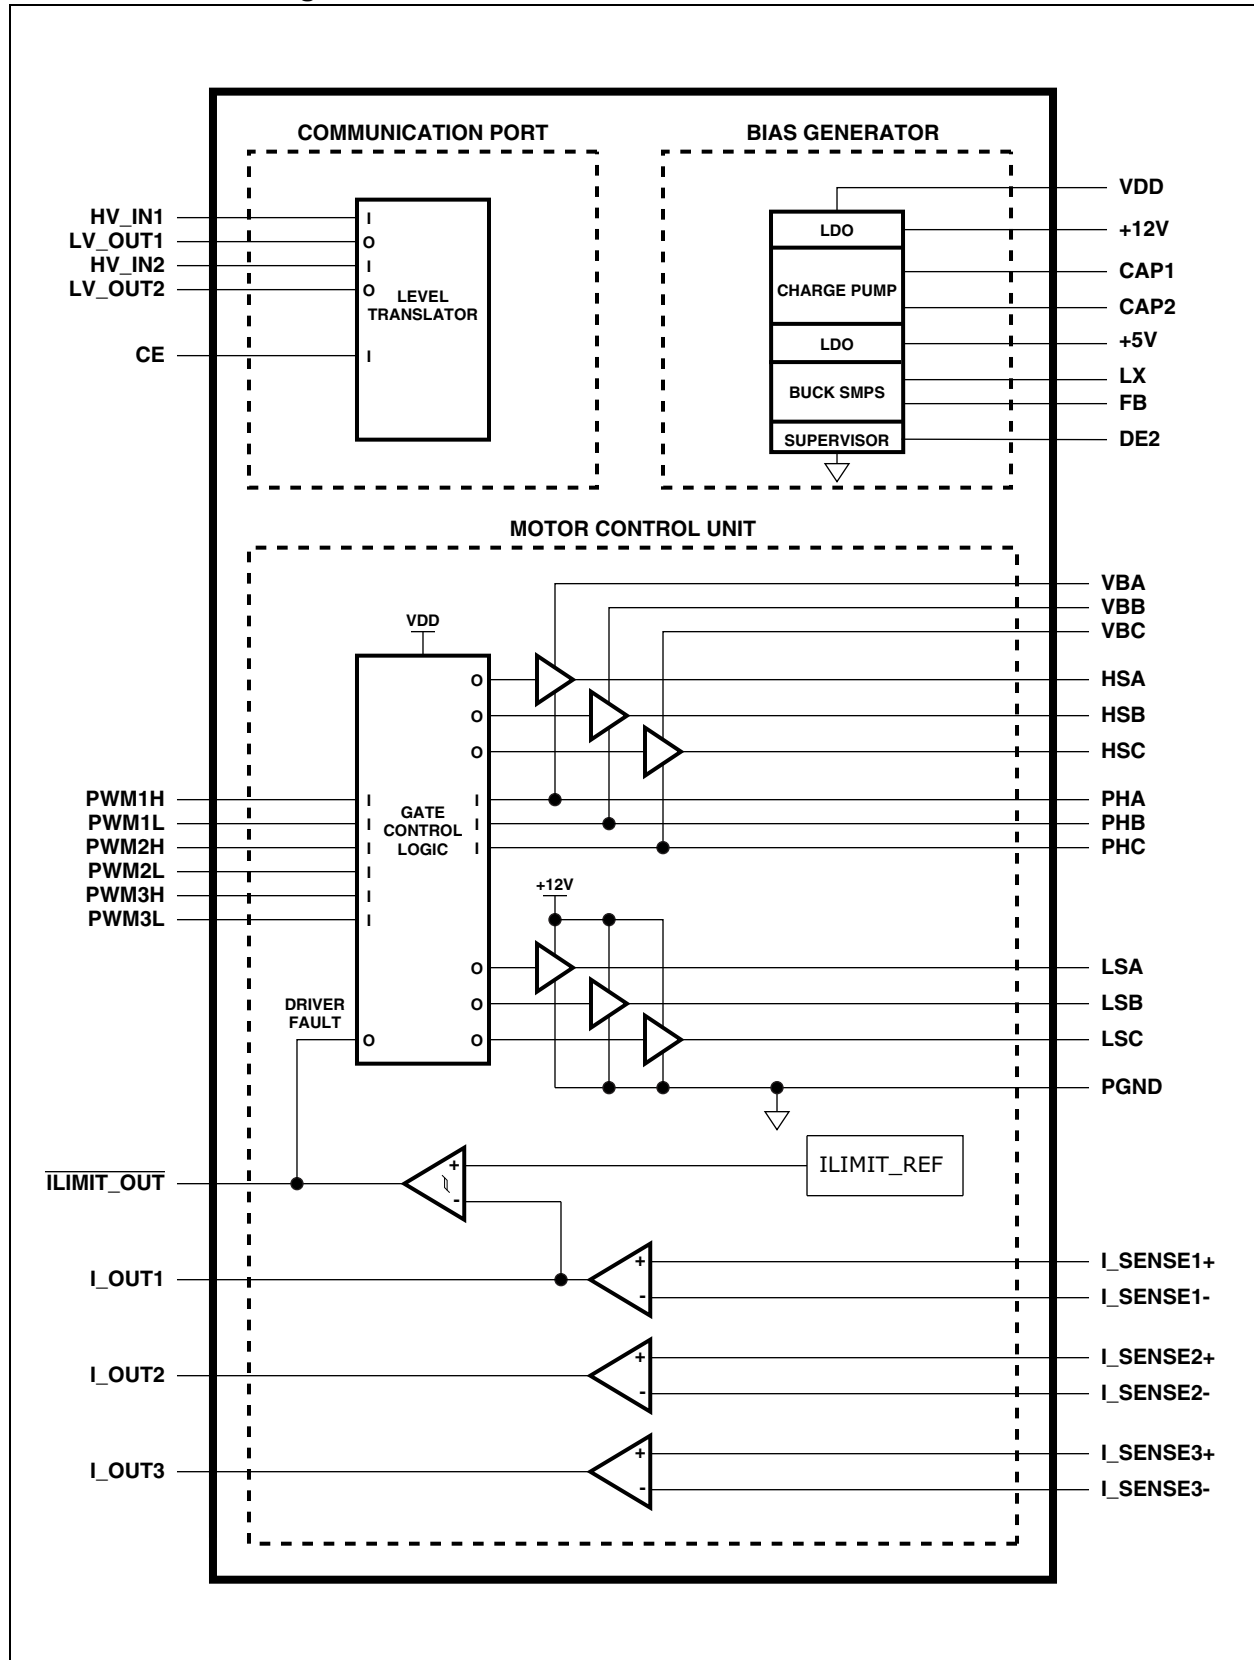 COMMUNICATION PORT
HV_IN1
LV_OUT1
HV_IN2
LV_OUT2
CE
I
O
I
O
I
LEVEL
TRANSLATOR
BIAS GENERATOR
LDO
CHARGE PUMP
LDO
BUCK SMPS
SUPERVISOR
VDD
+12V
CAP1
CAP2
+5V
LX
FB
DE2
MOTOR CONTROL UNIT
VDD
PWM1H
PWM1L
PWM2H
PWM2L
PWM3H
PWM3L
I
I
I
I
I
I
GATE
CONTROL
LOGIC
O
O
O
I
I
I
O
O
O
DRIVER
FAULT
O
+12V
VBA
VBB
VBC
HSA
HSB
HSC
PHA
PHB
PHC
LSA
LSB
LSC
PGND
ILIMIT_OUT
+
-
ILIMIT_REF
I_OUT1
+
-
I_SENSE1+
I_SENSE1-
I_OUT2
+
-
I_SENSE2+
I_SENSE2-
I_OUT3
+
-
I_SENSE3+
I_SENSE3-